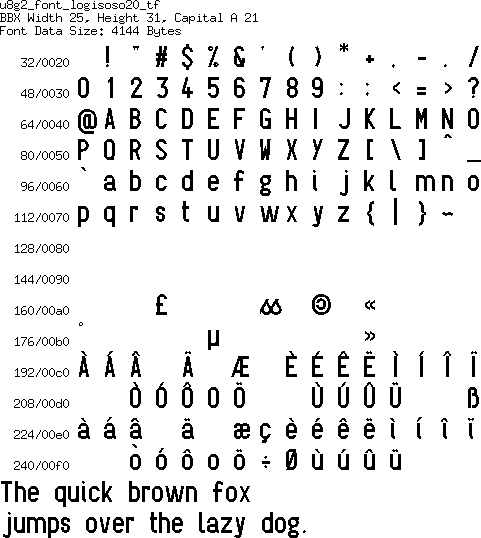 u8g2_font_logisoso20_tf
BBX Width 25, Height 31, Capital A 21
Font Data Size: 4144 Bytes
32/0020 ! " # $ % & ' ( ) * + , - . /
48/0030 0 1 2 3 4 5 6 7 8 9 : ; < = > ?
64/0040 @ A B C D E F G H I J K L M N O
80/0050 P Q R S T U V W X Y Z [ \ ] ^ _
96/0060 ` a b c d e f g h i j k l m n o
112/0070 p q r s t u v w x y z { | } ~
128/0080
144/0090
160/00a0 £ © «
176/00b0 ° µ »
192/00c0 À Á Â Ä Æ È É Ê Ë Ì Í Î Ï
208/00d0 Ò Ó Ô Õ Ö Ù Ú Û Ü ß
224/00e0 à á â ä æ ç è é ê ë ì í î ï
240/00f0 ò ó ô õ ö ÷ Ø ù ú û ü
The quick brown fox
jumps over the lazy dog.